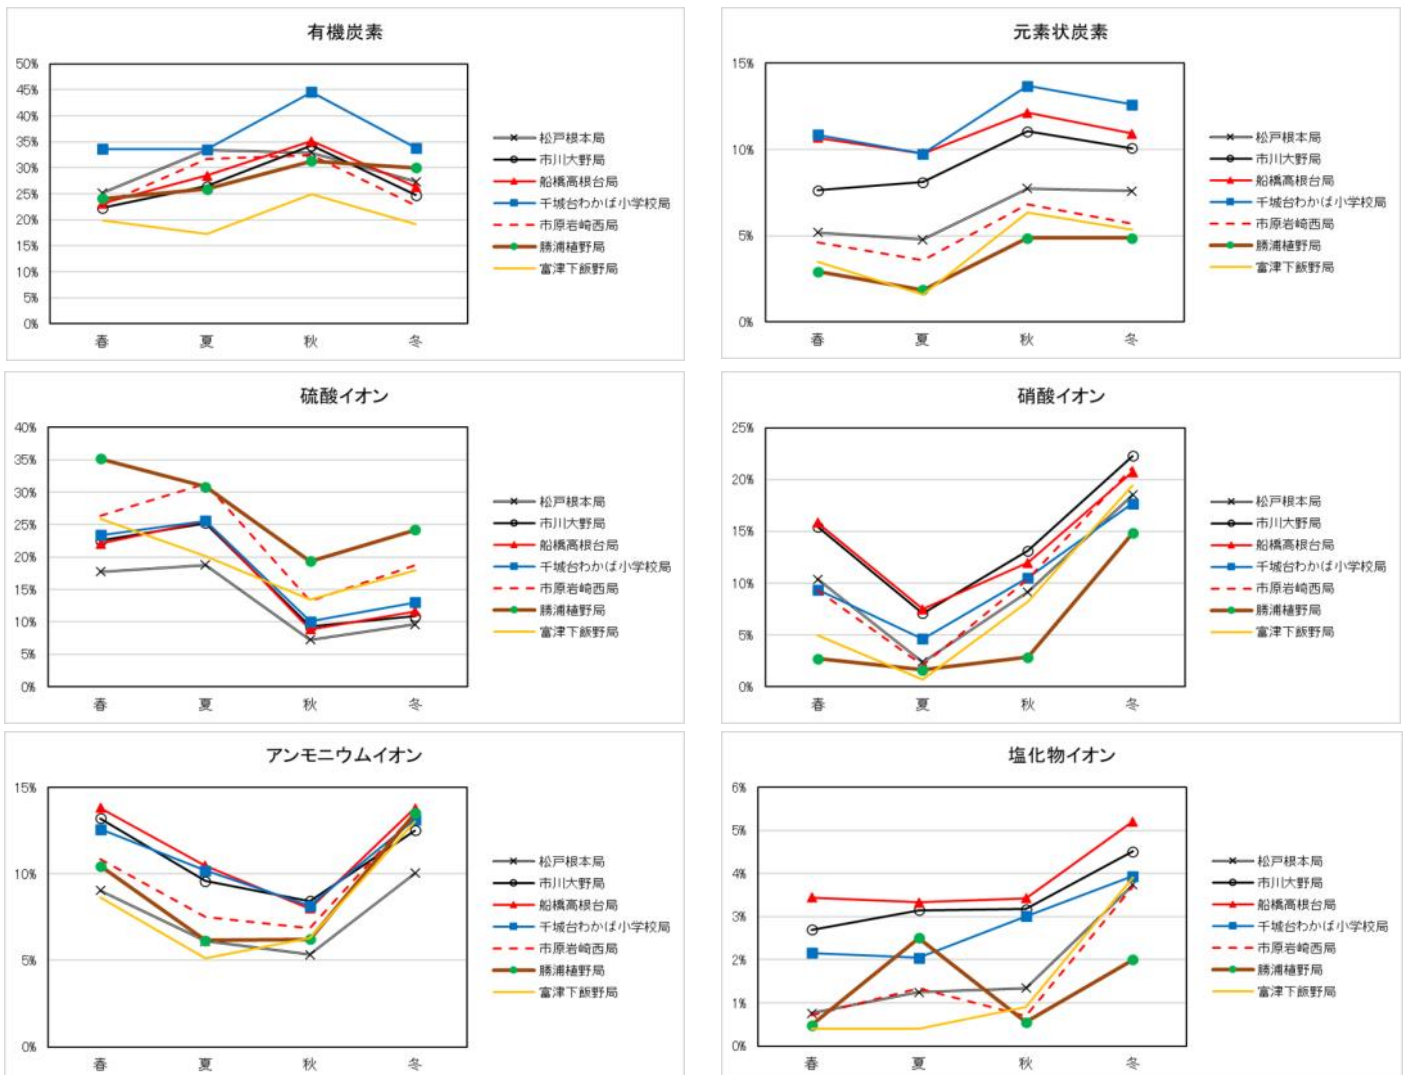 有機炭素
50%
45%
40%
35%
30%
25%
20%
15%
10%
5%
0%
春 夏 秋 冬
松戸根本局
市川大野局
船橋高根台局
千城台わかば小学校局
市原岩崎西局
勝浦植野局
富津下飯野局
元素状炭素
15%
10%
5%
0%
春 夏 秋 冬
松戸根本局
市川大野局
船橋高根台局
千城台わかば小学校局
市原岩崎西局
勝浦植野局
富津下飯野局
硫酸イオン
40%
35%
30%
25%
20%
15%
10%
5%
0%
春 夏 秋 冬
松戸根本局
市川大野局
船橋高根台局
千城台わかば小学校局
市原岩崎西局
勝浦植野局
富津下飯野局
硝酸イオン
25%
20%
15%
10%
5%
0%
春 夏 秋 冬
松戸根本局
市川大野局
船橋高根台局
千城台わかば小学校局
市原岩崎西局
勝浦植野局
富津下飯野局
アンモニウムイオン
15%
10%
5%
0%
春 夏 秋 冬
松戸根本局
市川大野局
船橋高根台局
千城台わかば小学校局
市原岩崎西局
勝浦植野局
富津下飯野局
塩化物イオン
6%
5%
4%
3%
2%
1%
0%
春 夏 秋 冬
松戸根本局
市川大野局
船橋高根台局
千城台わかば小学校局
市原岩崎西局
勝浦植野局
富津下飯野局